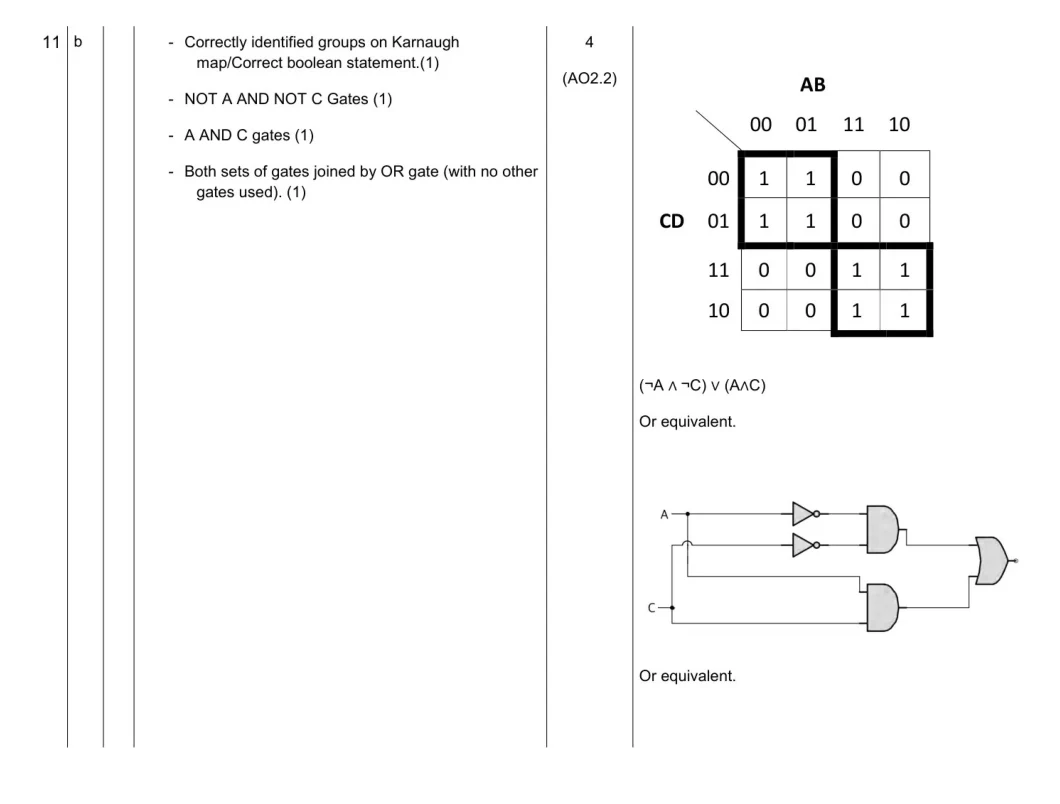 11 b
- Correctly identified groups on Karnaugh
map/Correct boolean statement.(1)
- NOT A AND NOT C Gates (1)
- A AND C gates (1)
- Both sets of gates joined by OR gate (with no other
gates used). (1)
4
(AO2.2)
AB
00 01 11 10
00 1 1 0 0
CD 01 1 1 0 0
11 0 0 1 1
10 0 0 1 1
(¬A ∧ ¬C) ∨ (A∧C)
Or equivalent.
A
C
Or equivalent.